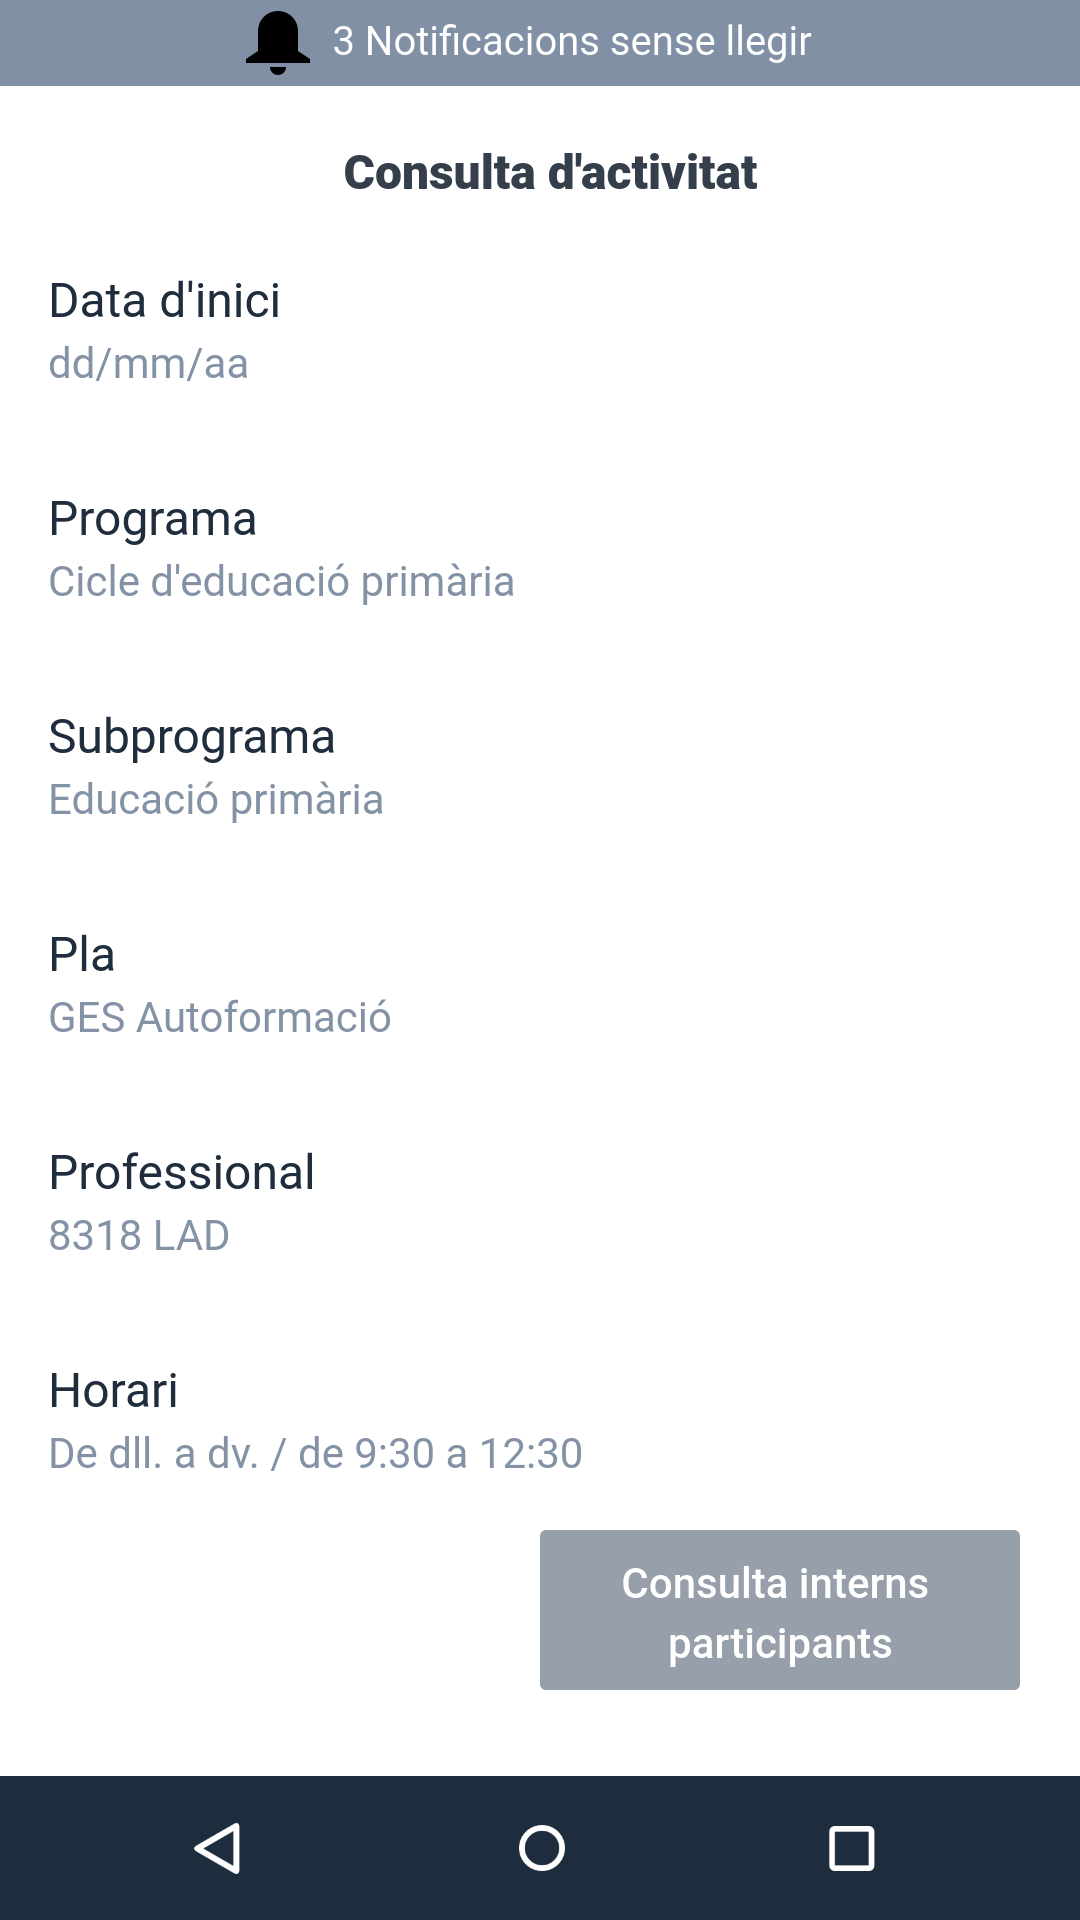 3 Notificacions sense llegir
Consulta d'activitat
Data d'inici
dd/mm/aa
Programa
Cicle d'educació primària
Subprograma
Educació primària
Pla
GES Autoformació
Professional
8318 LAD
Horari
De dll. a dv. / de 9:30 a 12:30
Consulta interns
participants